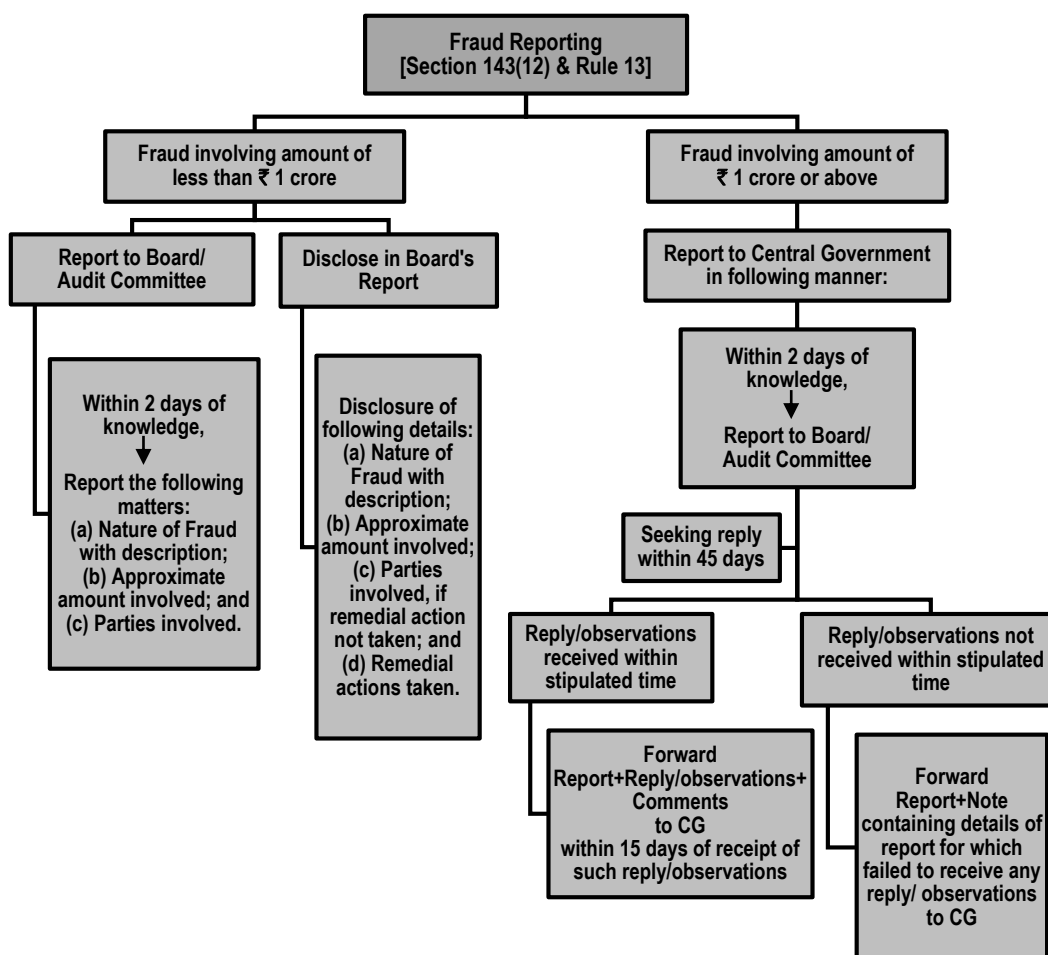 Fraud Reporting
[Section 143(12) & Rule 13]
Fraud involving amount of
less than ₹ 1 crore
Fraud involving amount of
₹ 1 crore or above
Report to Board/
Audit Committee
Disclose in Board's
Report
Report to Central Government
in following manner:
Within 2 days of
knowledge,
Report the following
matters:
(a) Nature of Fraud
with description;
(b) Approximate
amount involved; and
(c) Parties involved.
Disclosure of
following details:
(a) Nature of
Fraud with
description;
(b) Approximate
amount involved;
(c) Parties
involved, if
remedial action
not taken; and
(d) Remedial
actions taken.
Within 2 days of
knowledge,
Report to Board/
Audit Committee
Seeking reply
within 45 days
Reply/observations
received within
stipulated time
Reply/observations not
received within stipulated
time
Forward
Report+Reply/observations+
Comments
to CG
within 15 days of receipt of
such reply/observations
Forward
Report+Note
containing details of
report for which
failed to receive any
reply/ observations
to CG